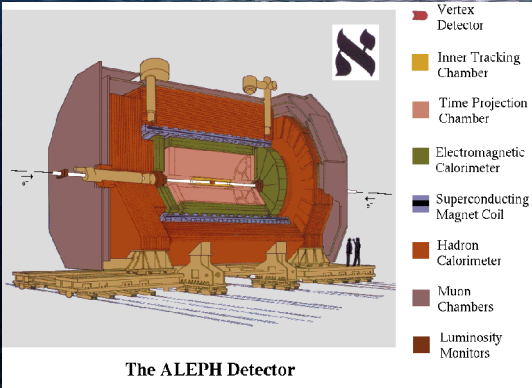 Vertex
Detector
Inner Tracking
Chamber
Time Projection
Chamber
Electromagnetic
Calorimeter
Superconducting
Magnet Coil
Hadron
Calorimeter
Muon
Chambers
Luminosity
Monitors
א
The ALEPH Detector